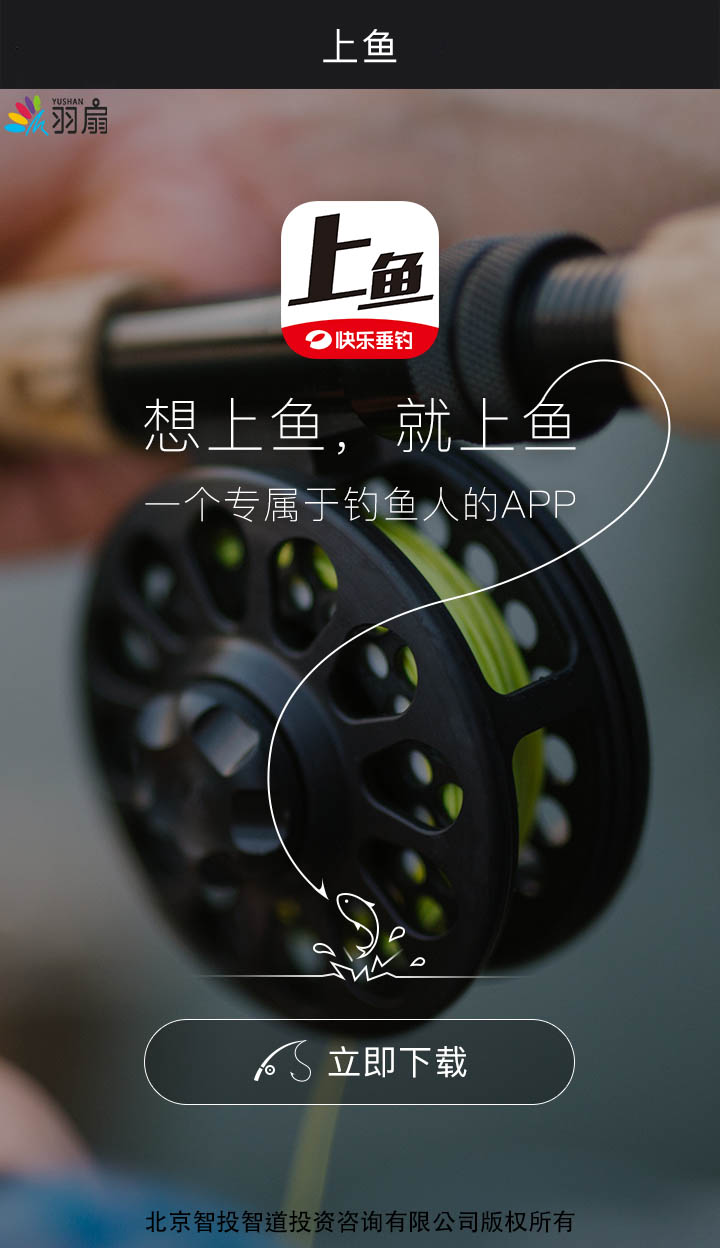 上鱼
YUSHAN
羽扇
上鱼
快乐垂钓
想上鱼，就上鱼
一个专属于钓鱼人的APP
立即下载
北京智投智道投资咨询有限公司版权所有